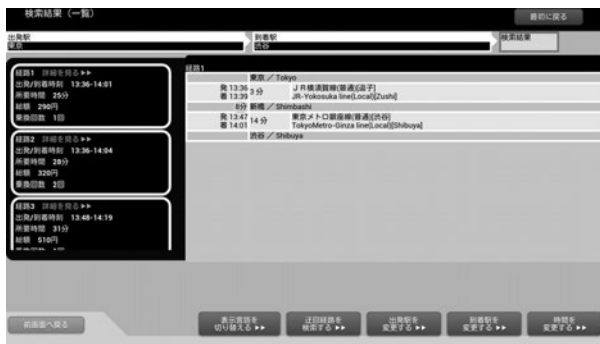 検索結果（一覧）
最初に戻る
出発駅
東京
到着駅
渋谷
検索結果
経路1 詳細を見る▶▶
出発/到着時刻 13:36-14:01
所要時間 25分
総額 290円
乗換回数 1回
経路2 詳細を見る▶▶
出発/到着時刻 13:36-14:04
所要時間 28分
総額 320円
乗換回数 2回
経路3 詳細を見る▶▶
出発/到着時刻 13:48-14:19
所要時間 31分
総額 510円
経路1
東京 ／ Tokyo
発 13:36
着 13:39
3 分
ＪＲ横須賀線(普通)[逗子]
JR-Yokosuka line(Local)[Zushi]
8分 新橋 ／ Shimbashi
発 13:47
着 14:01
14 分
東京メトロ銀座線(普通)[渋谷]
TokyoMetro-Ginza line(Local)[Shibuya]
渋谷 ／ Shibuya
前画面へ戻る
表示言語を
切り替える ▶▶
迂回経路を
検索する ▶▶
出発駅を
変更する ▶▶
到着駅を
変更する ▶▶
時間を
変更する ▶▶